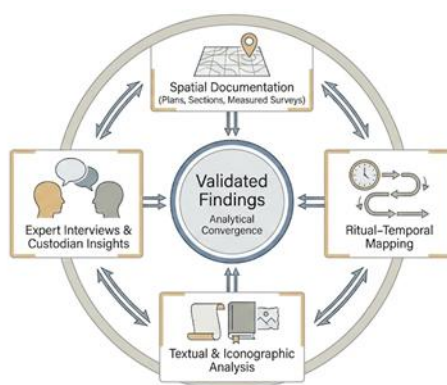 Spatial Documentation
(Plans, Sections, Measured Surveys)
Expert Interviews &
Custodian Insights
Validated
Findings
Analytical
Convergence
Ritual–Temporal
Mapping
Textual & Iconographic
Analysis